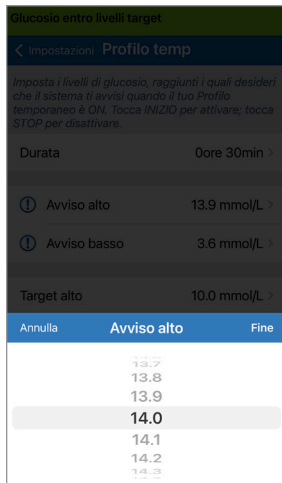 Glucosio entro livelli target
Impostazioni Profilo temp
Imposta i livelli di glucosio, raggiunti i quali desideri
che il sistema ti avvisi quando il tuo Profilo
temporaneo è ON. Tocca INIZIO per attivare; tocca
STOP per disattivare.
Durata 0ore 30min
Avviso alto 13.9 mmol/L
Avviso basso 3.6 mmol/L
Target alto 10.0 mmol/L
Annulla Avviso alto Fine
13.7
13.8
13.9
14.0
14.1
14.2
14.3